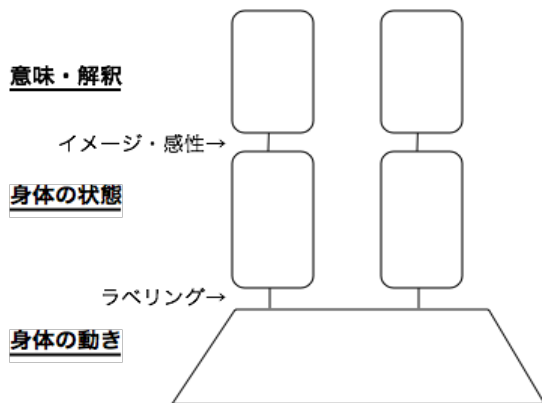 意味・解釈
イメージ・感性→
身体の状態
ラベリング→
身体の動き